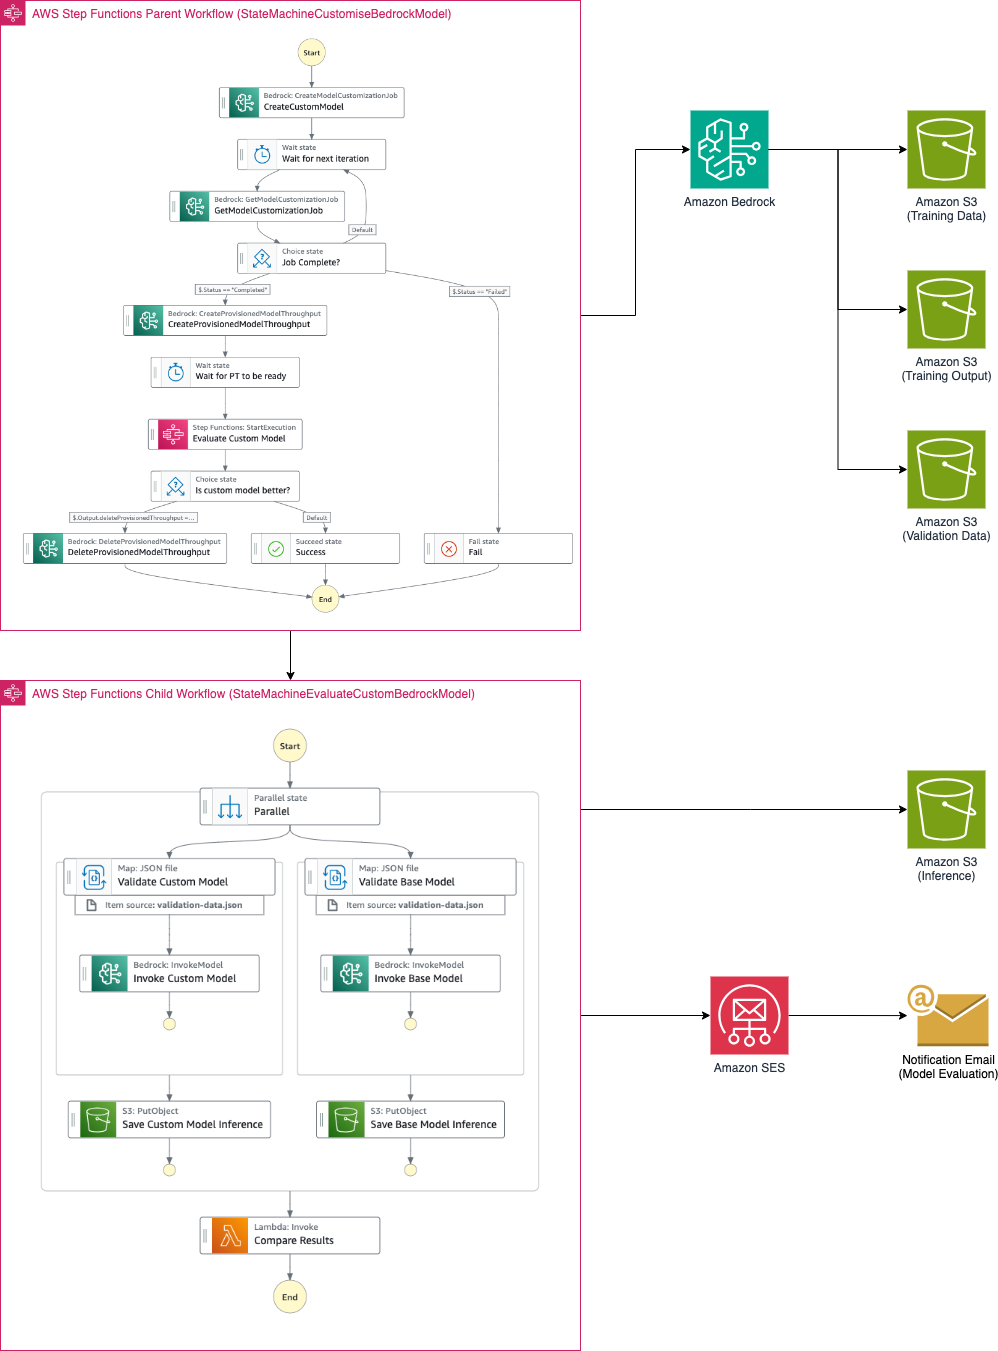 AWS Step Functions Parent Workflow (StateMachineCustomiseBedrockModel)
Start
Bedrock: CreateModelCustomizationJob
CreateCustomModel
Wait state
Wait for next iteration
Bedrock: GetModelCustomizationJob
GetModelCustomizationJob
Default
Choice state
Job Complete?
$.Status == "Completed"
$.Status == "Failed"
Bedrock: CreateProvisionedModelThroughput
CreateProvisionedModelThroughput
Wait state
Wait for PT to be ready
Step Functions: StartExecution
Evaluate Custom Model
Choice state
Is custom model better?
$.Output.deleteProvisionedThroughput =...
Default
Bedrock: DeleteProvisionedModelThroughput
DeleteProvisionedModelThroughput
Succeed state
Success
Fail state
Fail
End
Amazon Bedrock
Amazon S3
(Training Data)
Amazon S3
(Training Output)
Amazon S3
(Validation Data)
AWS Step Functions Child Workflow (StateMachineEvaluateCustomBedrockModel)
Start
Parallel state
Parallel
Map: JSON file
Validate Custom Model
Item source: validation-data.json
Map: JSON file
Validate Base Model
Item source: validation-data.json
Bedrock: InvokeModel
Invoke Custom Model
Bedrock: InvokeModel
Invoke Base Model
S3: PutObject
Save Custom Model Inference
S3: PutObject
Save Base Model Inference
Lambda: Invoke
Compare Results
End
Amazon S3
(Inference)
Amazon SES
@
Notification Email
(Model Evaluation)